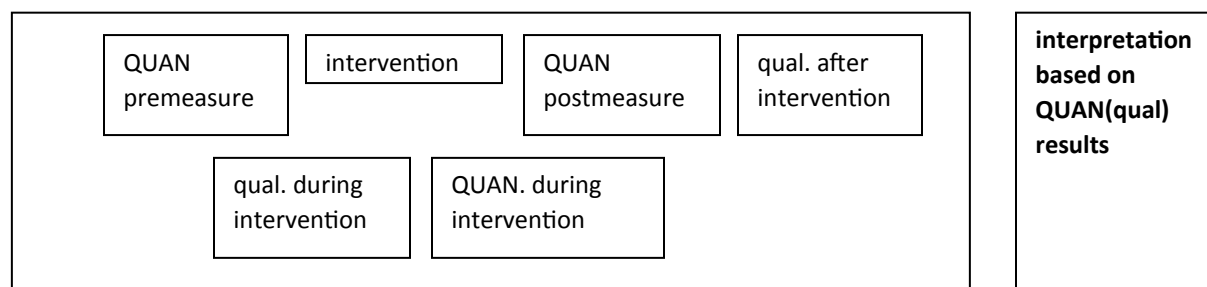 QUAN
premeasure
intervention
QUAN
postmeasure
qual. after
intervention
qual. during
intervention
QUAN. during
intervention
interpretation
based on
QUAN(qual)
results